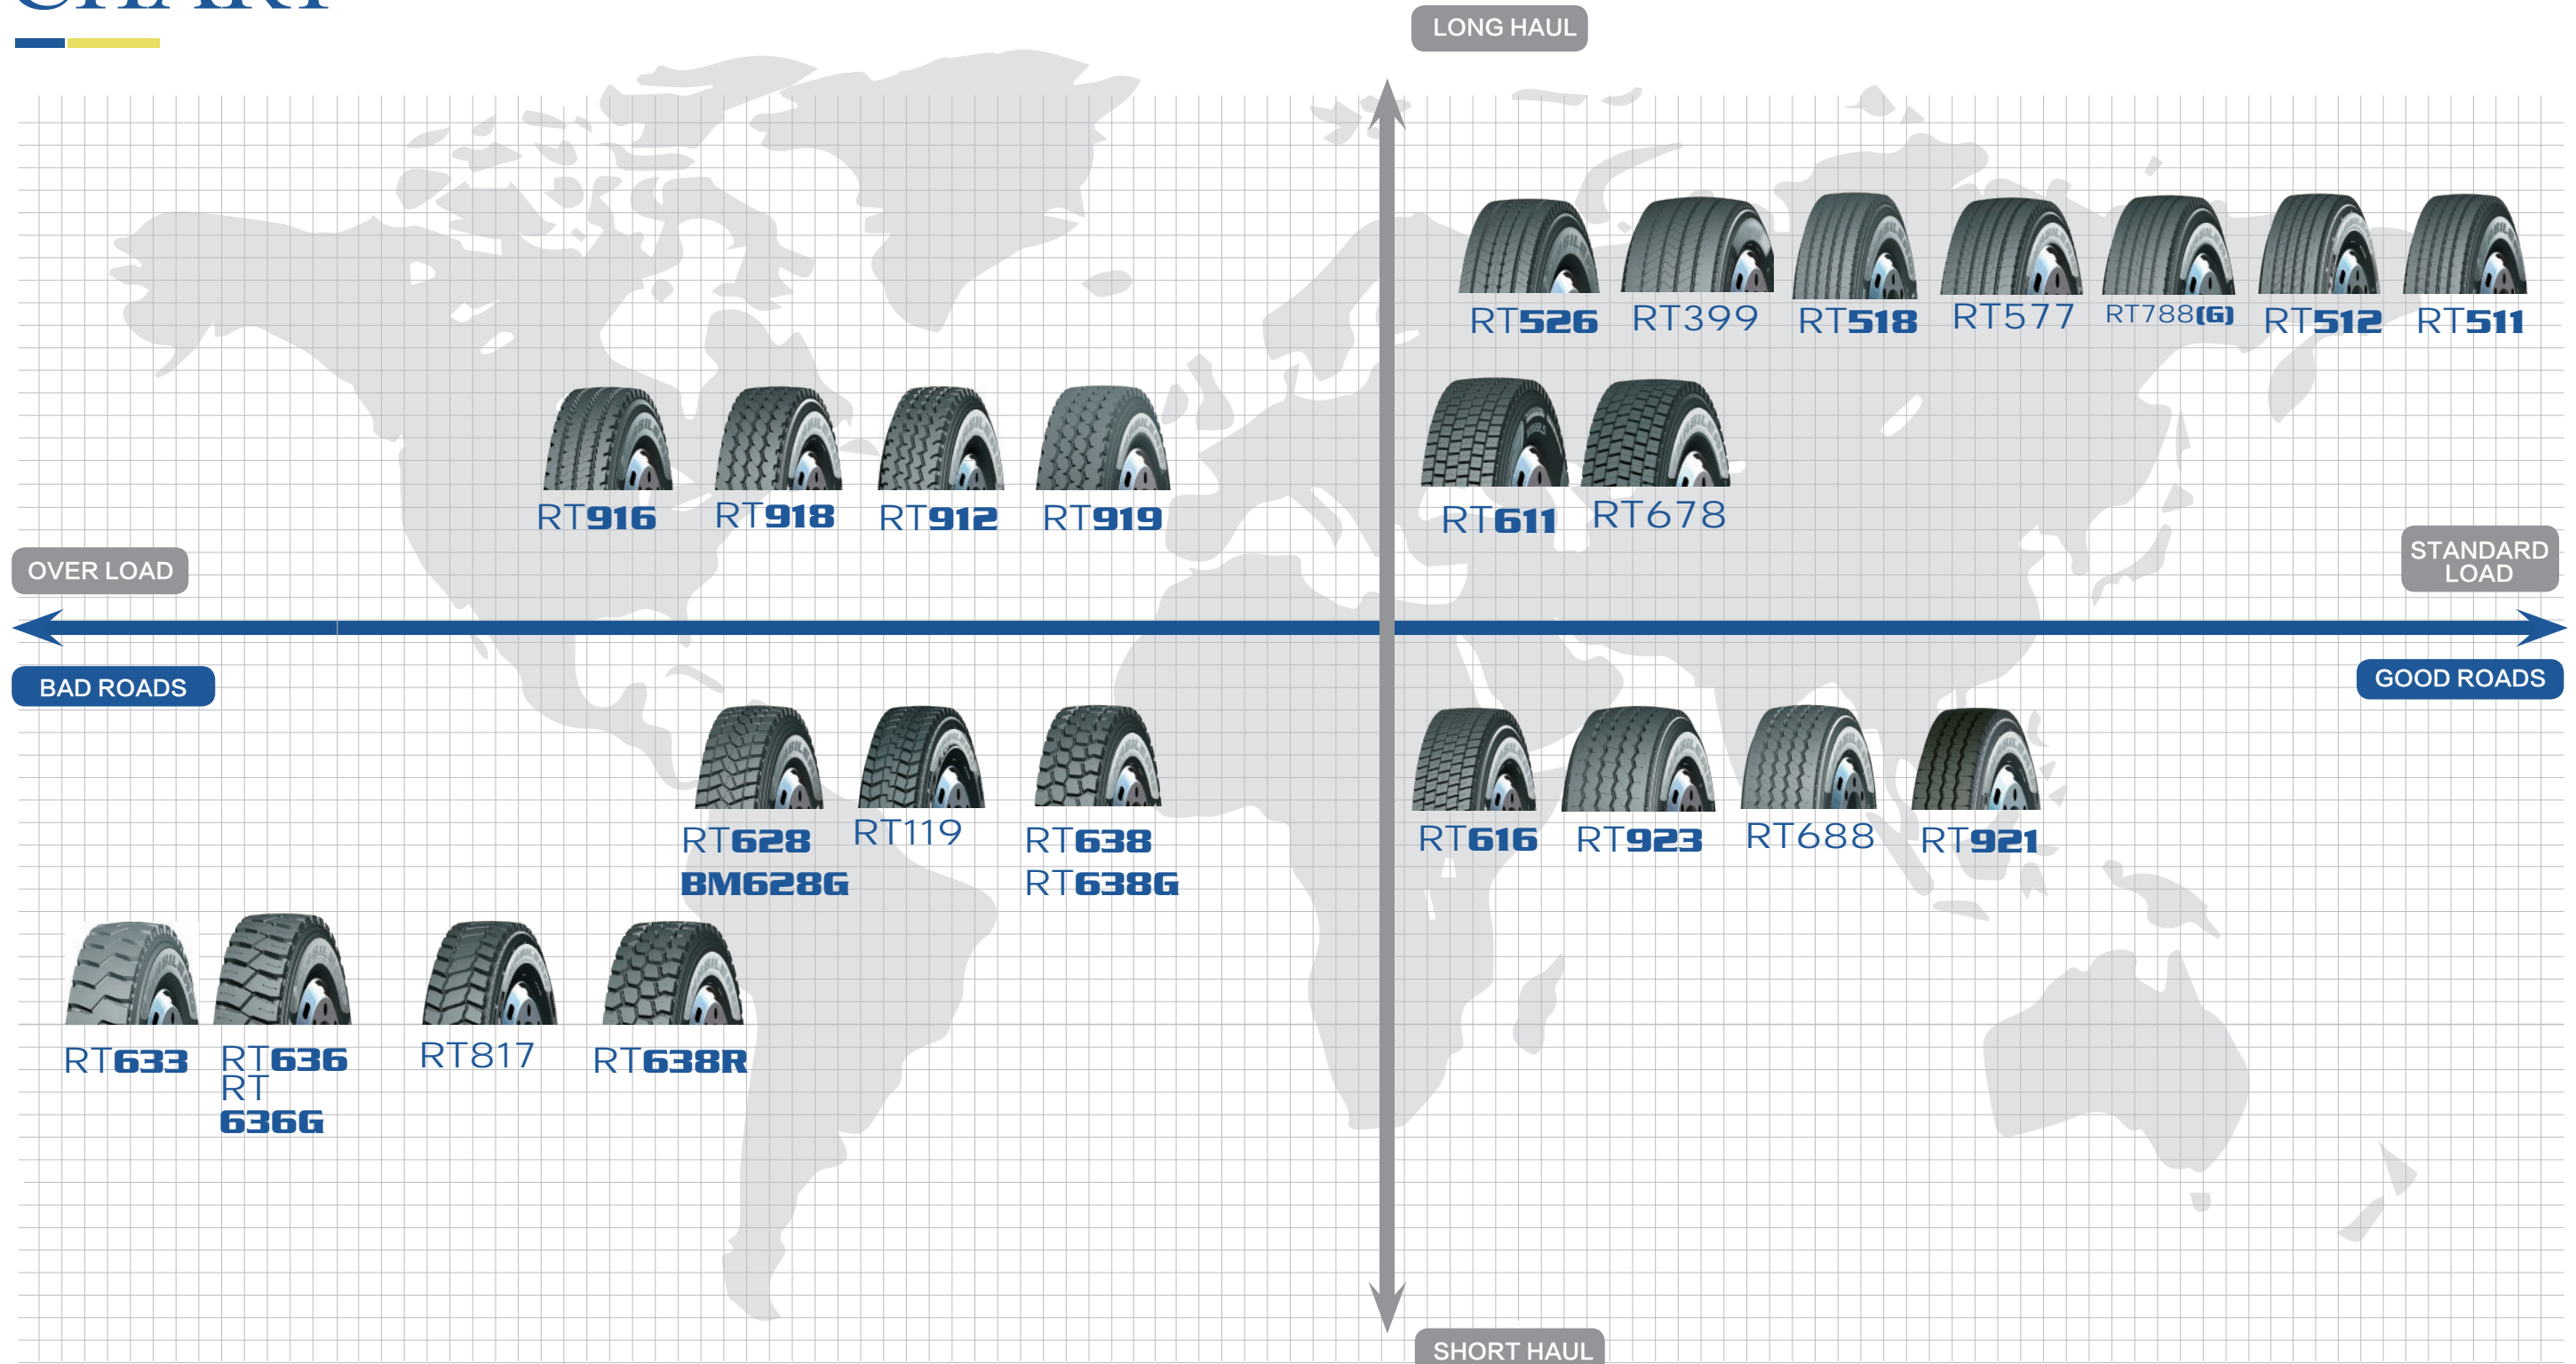 CHART
LONG HAUL
RT526 RT399 RT518 RT577 RT788(G) RT512 RT511
RT916 RT918 RT912 RT919
RT611 RT678
OVER LOAD
STANDARD
LOAD
BAD ROADS
GOOD ROADS
RT628 RT119 RT638
BM628G RT638G
RT616 RT923 RT688 RT921
RT633 RT636 RT817 RT638R
RT
636G
SHORT HAUL